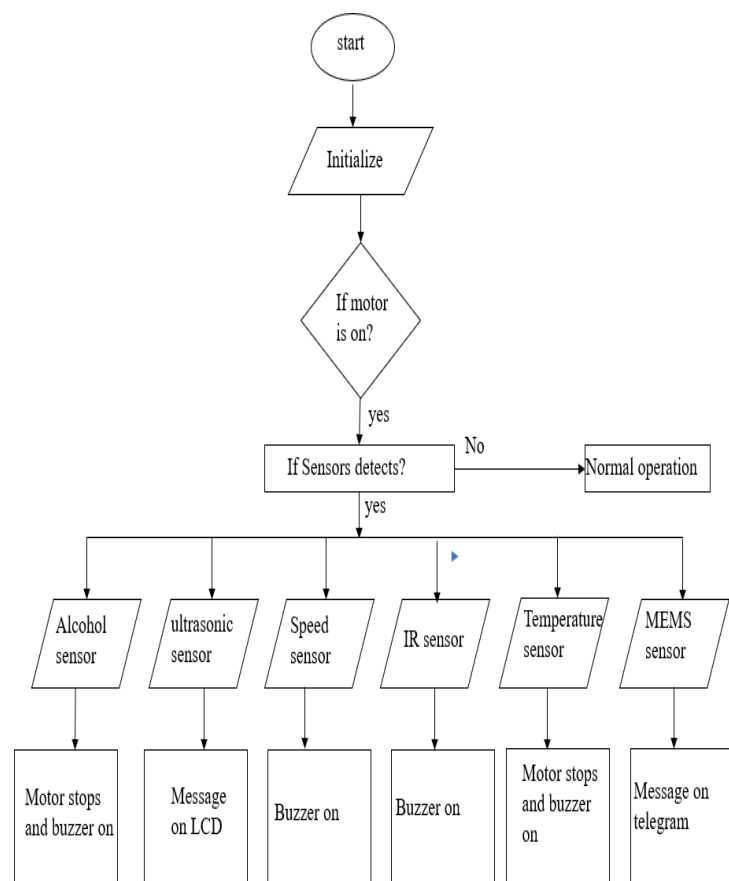 start
Initialize
If motor
is on?
yes
If Sensors detects?
No
Normal operation
yes
Alcohol
sensor
ultrasonic
sensor
Speed
sensor
IR sensor
Temperature
sensor
MEMS
sensor
Motor stops
and buzzer on
Message
on LCD
Buzzer on
Buzzer on
Motor stops
and buzzer
on
Message on
telegram